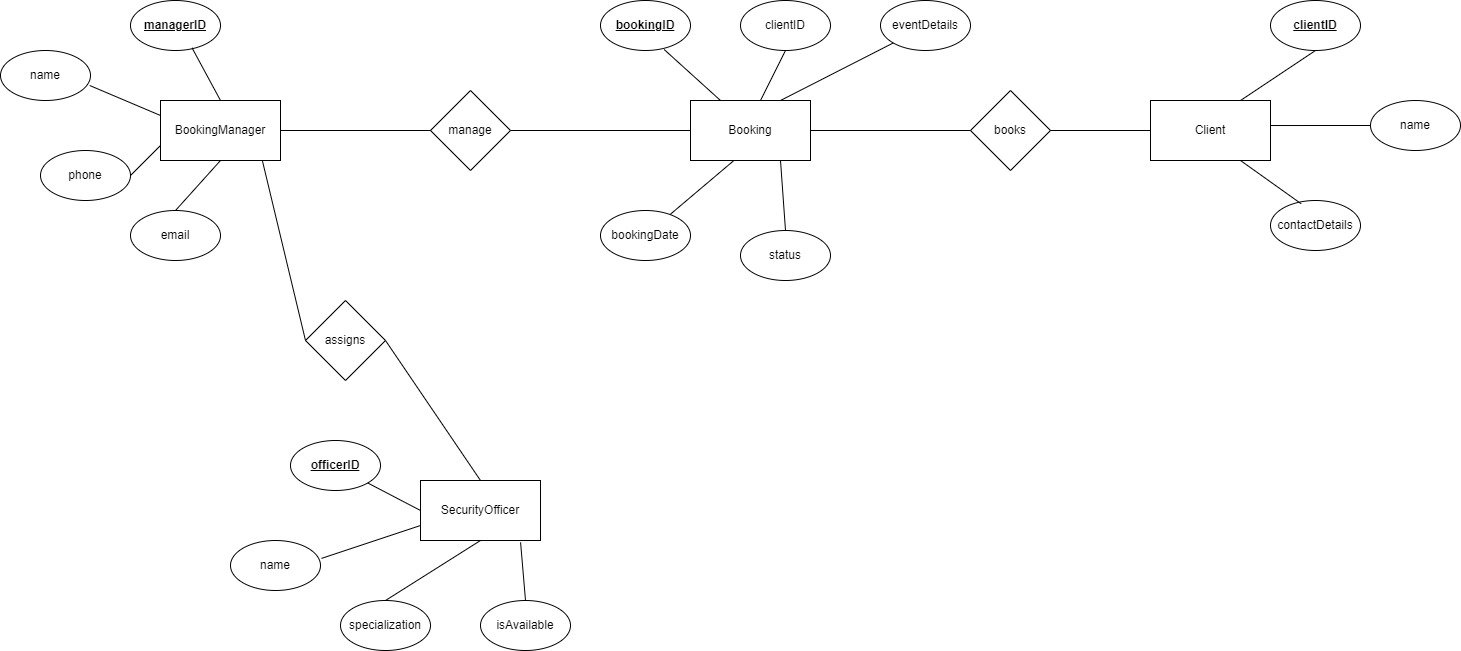 managerID
bookingID
clientID
eventDetails
clientID
name
BookingManager
manage
Booking
books
Client
name
phone
email
bookingDate
status
contactDetails
assigns
officerID
SecurityOfficer
name
specialization
isAvailable